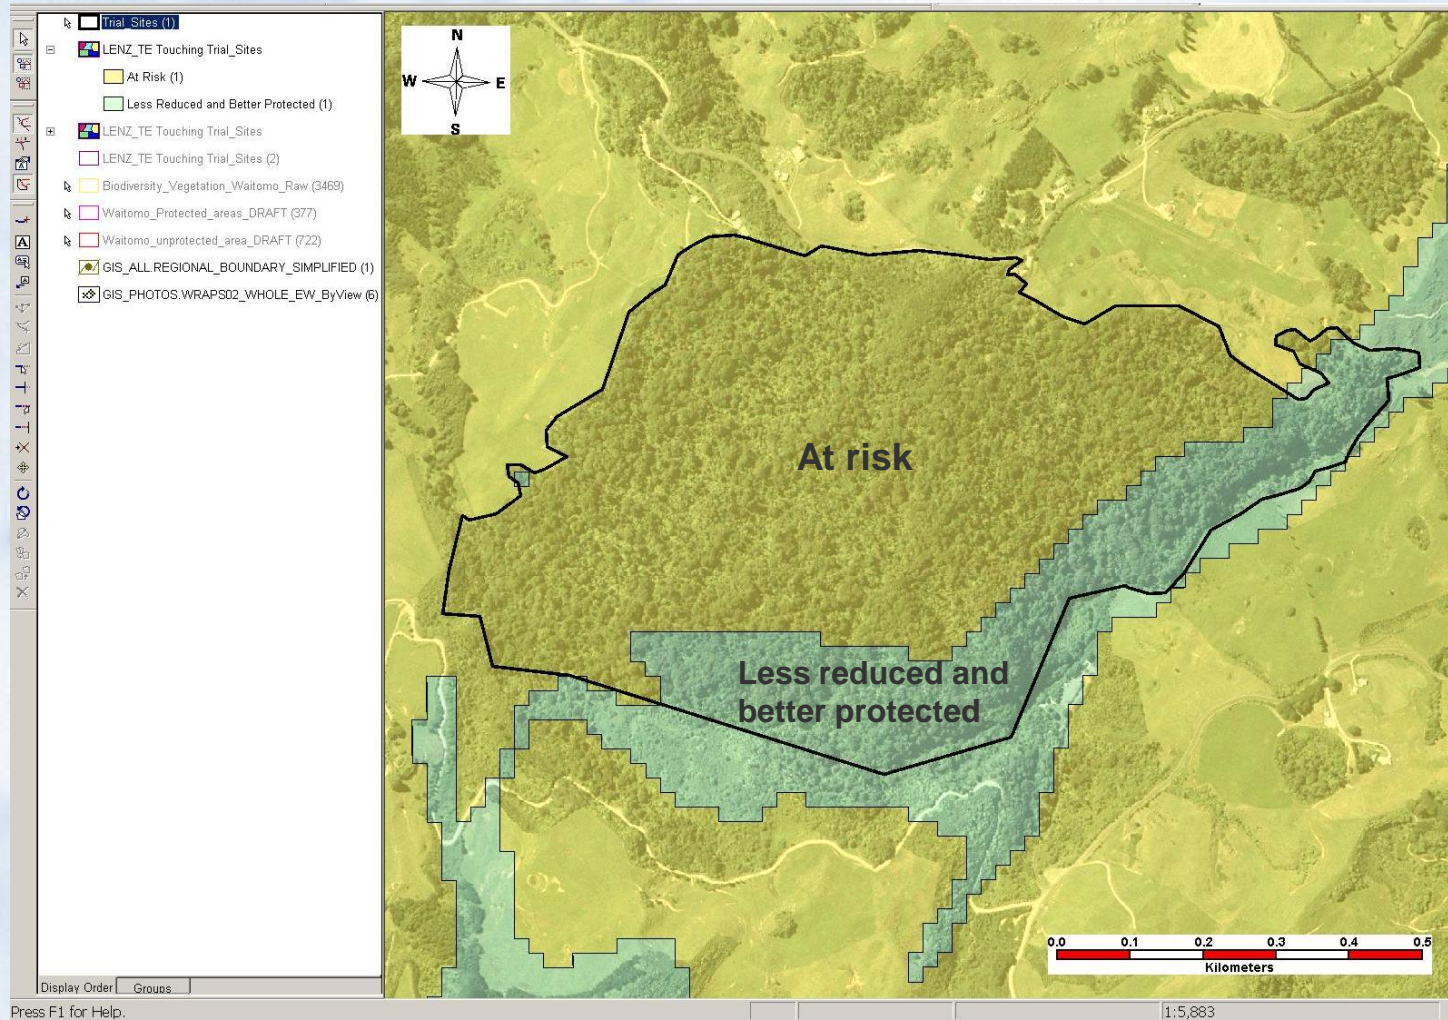 Trial_Sites (1)
LENZ_TE Touching Trial_Sites
At Risk (1)
Less Reduced and Better Protected (1)
LENZ_TE Touching Trial_Sites
LENZ_TE Touching Trial_Sites (2)
Biodiversity_Vegetation_Waitomo_Raw (3469)
Waitomo_Protected_areas_DRAFT (377)
Waitomo_unprotected_area_DRAFT (722)
GIS_ALL.REGIONAL_BOUNDARY_SIMPLIFIED (1)
GIS_PHOTOS.WRAPS02_WHOLE_EW_ByView (6)
Display Order Groups
Press F1 for Help.
N
W E
S
At risk
Less reduced and
better protected
0.0 0.1 0.2 0.3 0.4 0.5
Kilometers
1:5,883